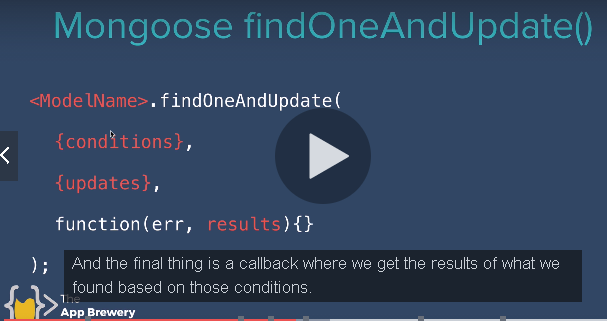 Mongoose findOneAndUpdate()
<ModelName>.findOneAndUpdate(
{conditions},
{updates},
function(err, results){}
);
And the final thing is a callback where we get the results of what we
found based on those conditions.
The
App Brewery